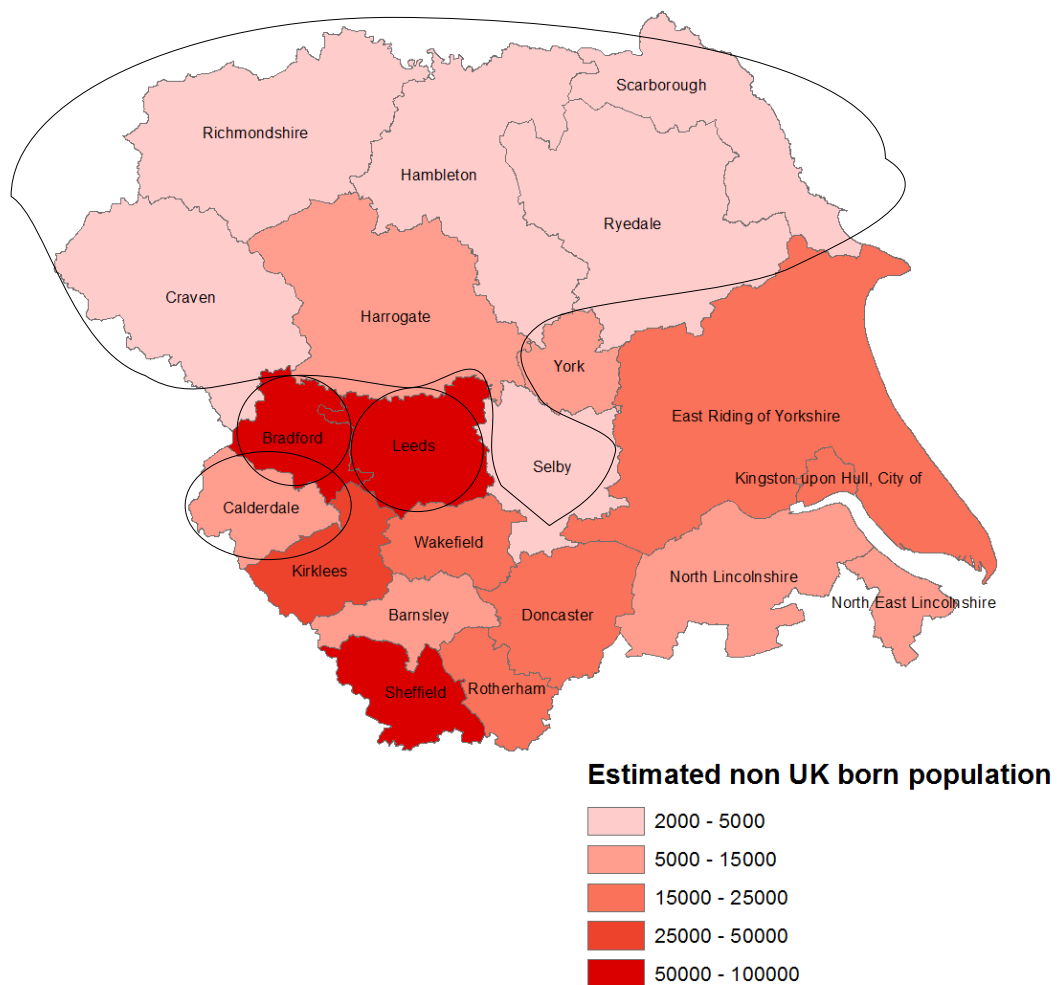 Scarborough
Richmondshire
Hambleton
Ryedale
Craven
Harrogate
York
East Riding of Yorkshire
Bradford
Leeds
Selby
Kingston upon Hull, City of
Calderdale
Wakefield
Kirklees
North Lincolnshire
North East Lincolnshire
Barnsley
Doncaster
Sheffield
Rotherham
Estimated non UK born population
2000 - 5000
5000 - 15000
15000 - 25000
25000 - 50000
50000 - 100000